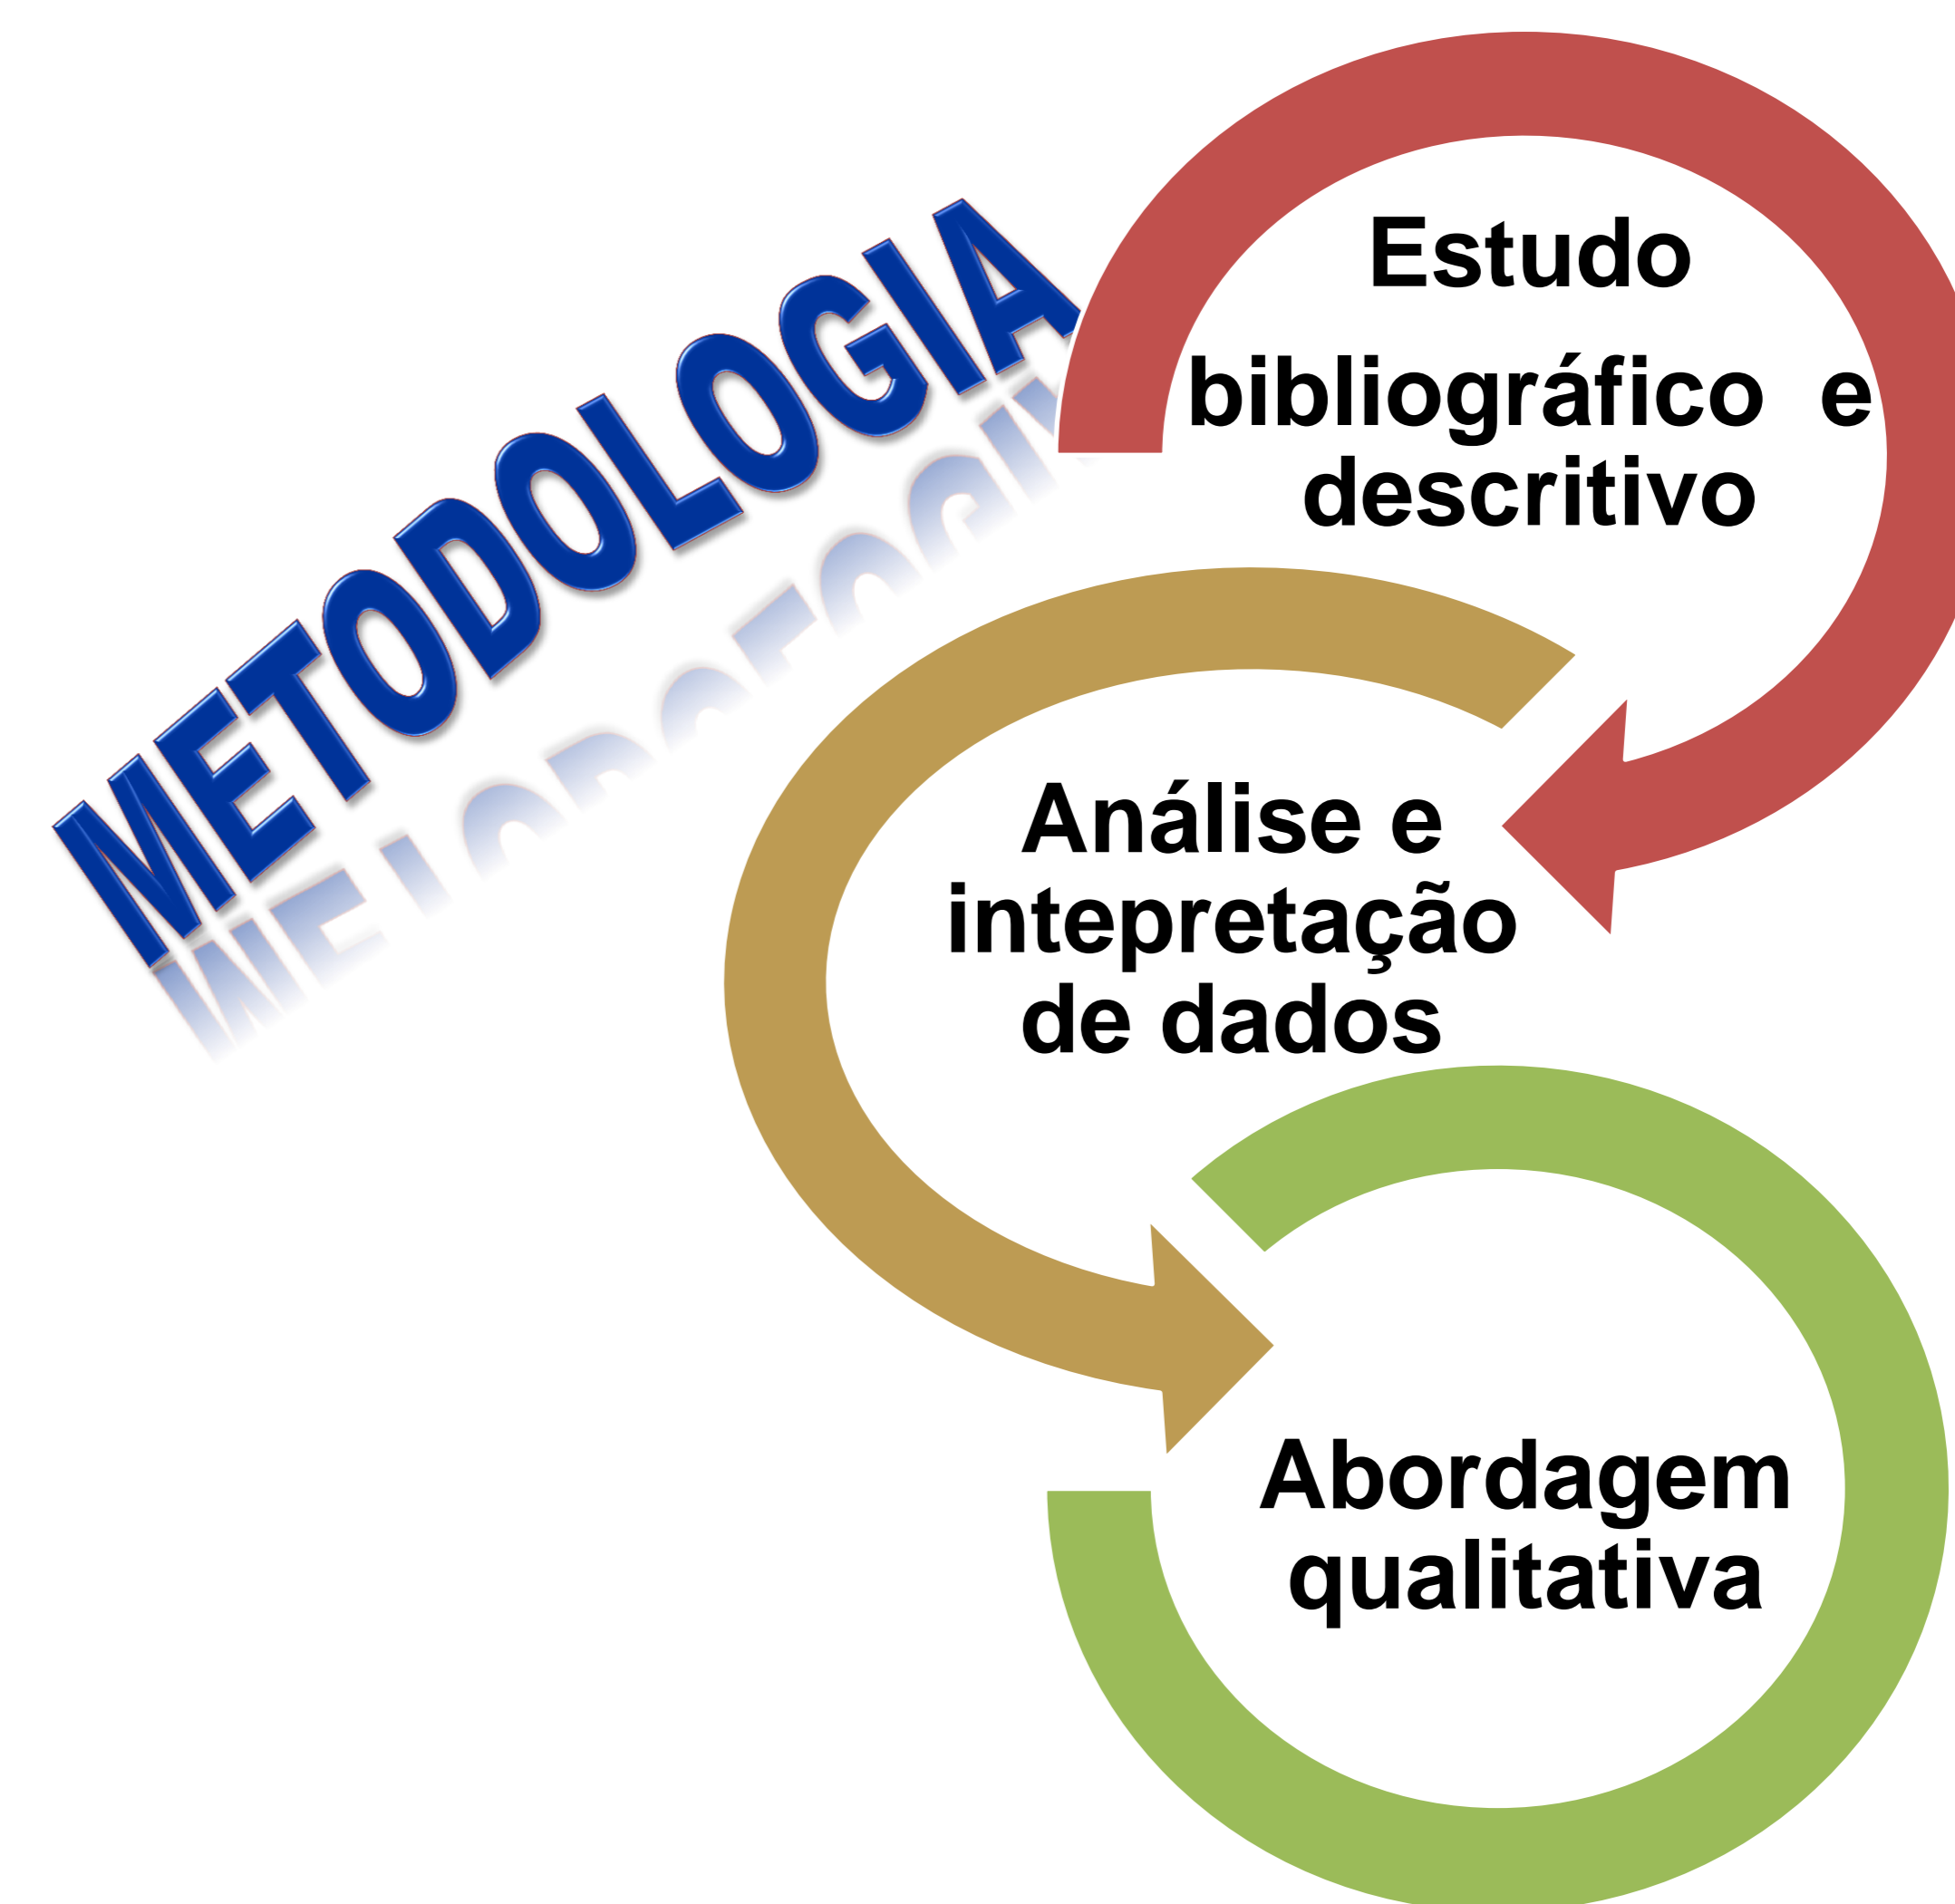 METODOLOGIA
Estudo
bibliográfico e
descritivo
Análise e
intepretação
de dados
Abordagem
qualitativa